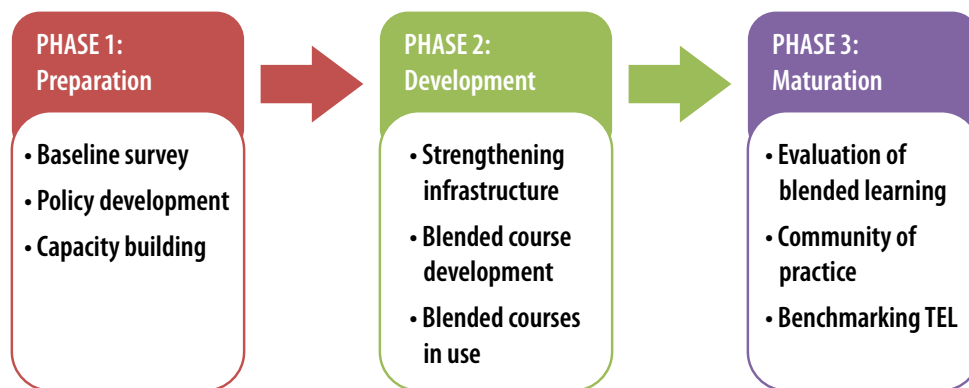 PHASE 1:
Preparation
• Baseline survey
• Policy development
• Capacity building
PHASE 2:
Development
• Strengthening
infrastructure
• Blended course
development
• Blended courses
in use
PHASE 3:
Maturation
• Evaluation of
blended learning
• Community of
practice
• Benchmarking TEL